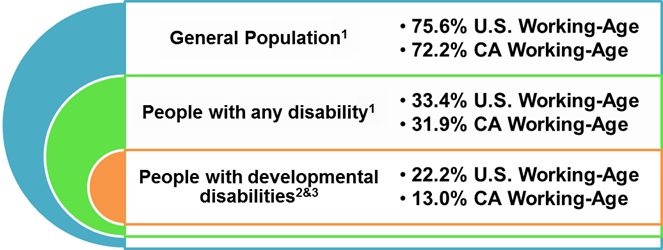 General Population¹
• 75.6% U.S. Working-Age
• 72.2% CA Working-Age
People with any disability¹
• 33.4% U.S. Working-Age
• 31.9% CA Working-Age
People with developmental
disabilities²&³
• 22.2% U.S. Working-Age
• 13.0% CA Working-Age